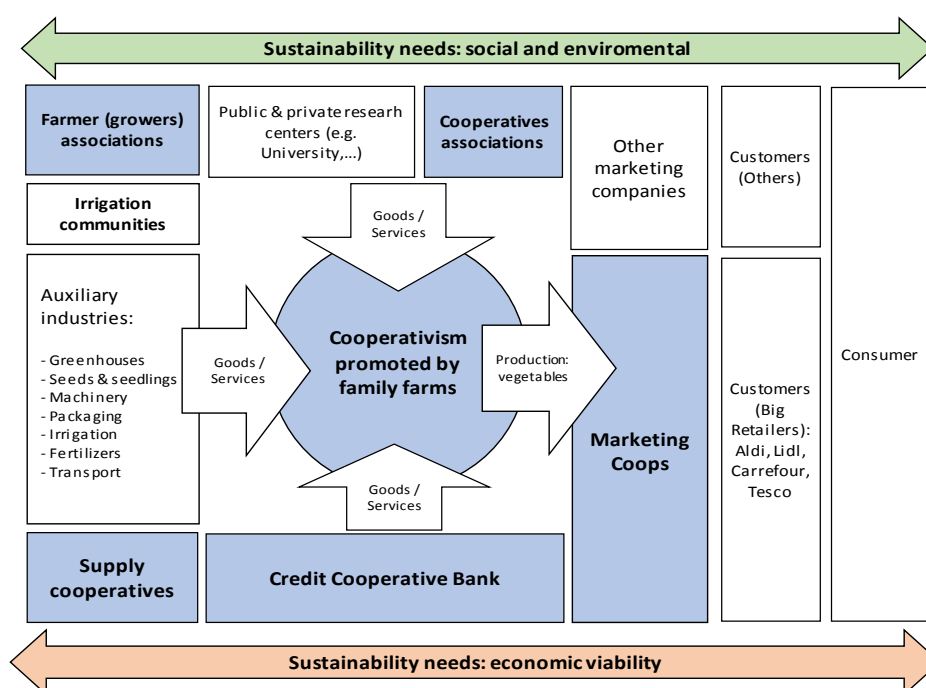 Sustainability needs: social and enviromental
Farmer (growers)
associations
Public & private researh
centers (e.g.
University,...)
Cooperatives
associations
Other
marketing
companies
Customers
(Others)
Consumer
Irrigation
communities
Goods /
Services
Auxiliary
industries:
- Greenhouses
- Seeds & seedlings
- Machinery
- Packaging
- Irrigation
- Fertilizers
- Transport
Goods /
Services
Cooperativism
promoted by
family farms
Production:
vegetables
Marketing
Coops
Customers
(Big
Retailers):
Aldi, Lidl,
Carrefour,
Tesco
Goods /
Services
Supply
cooperatives
Credit Cooperative Bank
Sustainability needs: economic viability